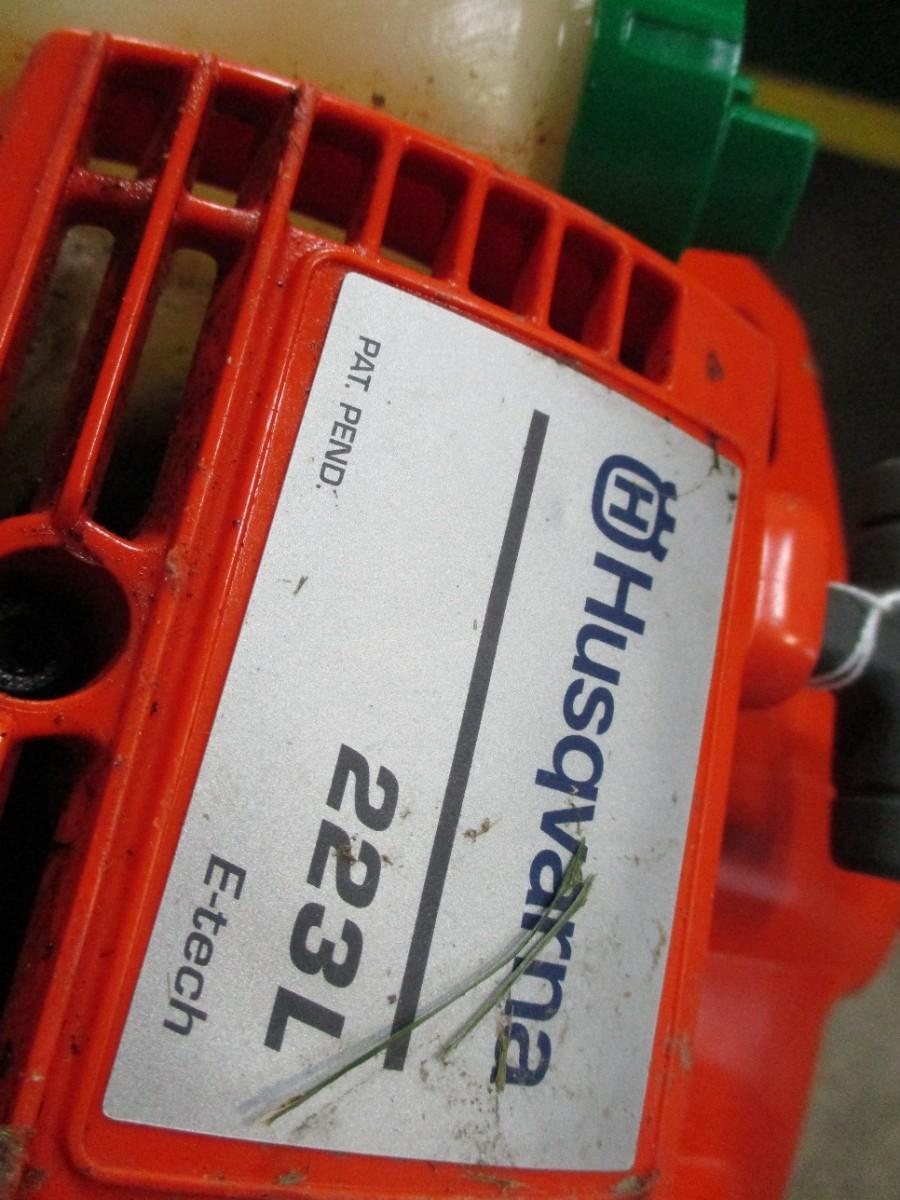 Husqvarna
223L
PAT. PEND.
E-tech